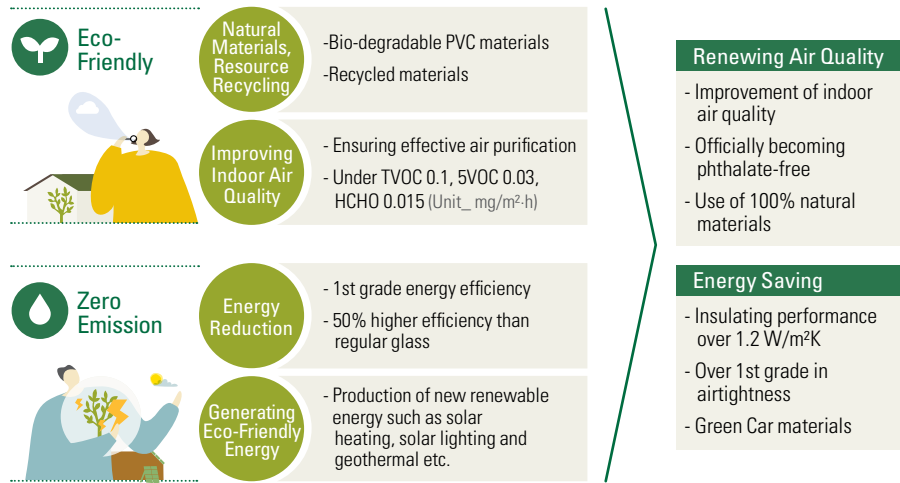 Eco-
Friendly
Natural
Materials,
Resource
Recycling
-Bio-degradable PVC materials
-Recycled materials
Improving
Indoor Air
Quality
- Ensuring effective air purification
- Under TVOC 0.1, 5VOC 0.03,
HCHO 0.015 (Unit_ mg/m²·h)
Zero
Emission
Energy
Reduction
- 1st grade energy efficiency
- 50% higher efficiency than
regular glass
Generating
Eco-Friendly
Energy
- Production of new renewable
energy such as solar
heating, solar lighting and
geothermal etc.
Renewing Air Quality
- Improvement of indoor
air quality
- Officially becoming
phthalate-free
- Use of 100% natural
materials
Energy Saving
- Insulating performance
over 1.2 W/m²K
- Over 1st grade in
airtightness
- Green Car materials